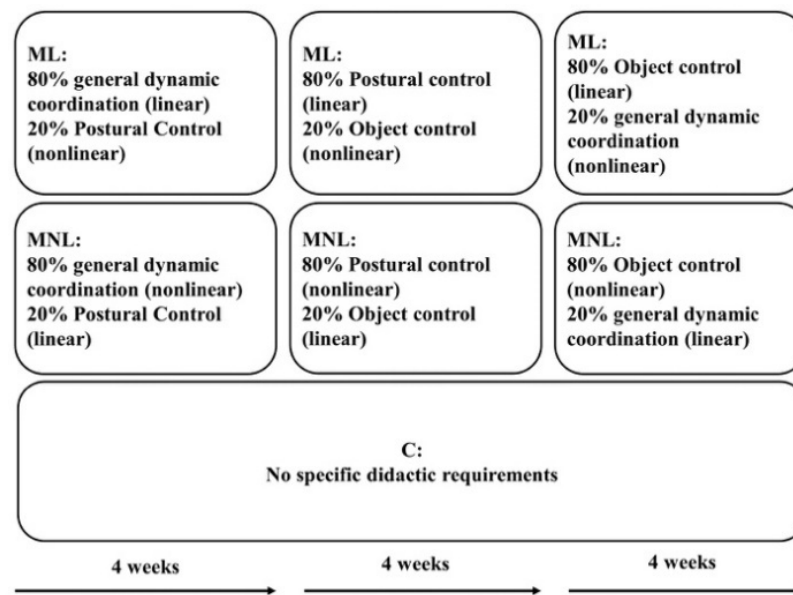 ML:
80% general dynamic
coordination (linear)
20% Postural Control
(nonlinear)
ML:
80% Postural control
(linear)
20% Object control
(nonlinear)
ML:
80% Object control
(linear)
20% general dynamic
coordination
(nonlinear)
MNL:
80% general dynamic
coordination (nonlinear)
20% Postural Control
(linear)
MNL:
80% Postural control
(nonlinear)
20% Object control
(linear)
MNL:
80% Object control
(nonlinear)
20% general dynamic
coordination (linear)
C:
No specific didactic requirements
4 weeks
4 weeks
4 weeks